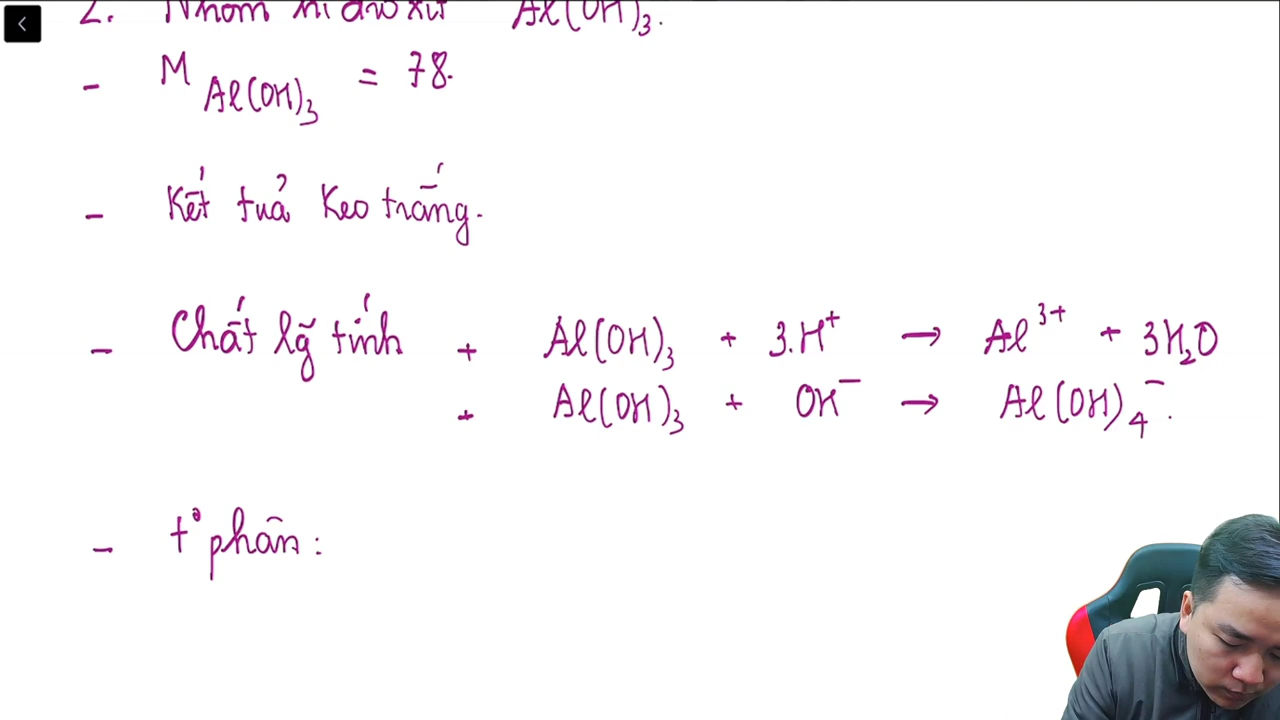 2. Nhôm hiđroxit Al(OH)₃.
- M Al(OH)₃ = 78.
- Kết tủa keo trắng.
- Chất lỹ tính + Al(OH)₃ + 3.H⁺ → Al³⁺ + 3H₂O
+ Al(OH)₃ + OH⁻ → Al(OH)₄⁻.
- t° phân: